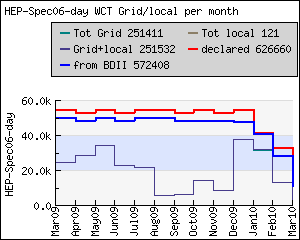 HEP-Spec06-day WCT Grid/local per month
Tot Grid 251411
Tot local 121
Grid+local 251532
declared 626660
from BDII 572408
HEP-Spec06-day
60.0k
40.0k
20.0k
0.0
Mar09 Apr09 May09 Jun09 Jul09 Aug09 Sep09 Oct09 Nov09 Dec09 Jan10 Feb10 Mar10